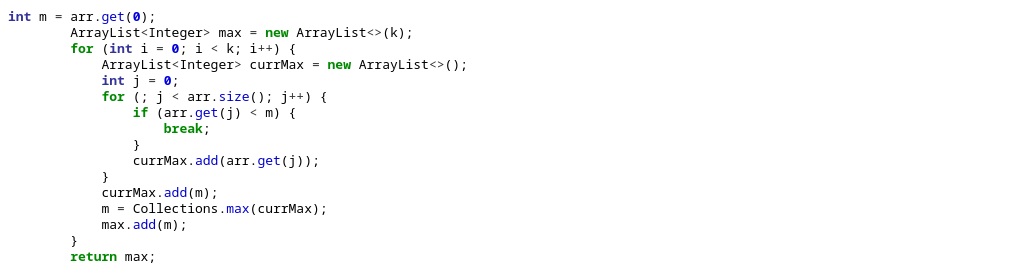 int m = arr.get(0);
        ArrayList<Integer> max = new ArrayList<>(k);
        for (int i = 0; i < k; i++) {
            ArrayList<Integer> currMax = new ArrayList<>();
            int j = 0;
            for (; j < arr.size(); j++) {
                if (arr.get(j) < m) {
                    break;
                }
                currMax.add(arr.get(j));
            }
            currMax.add(m);
            m = Collections.max(currMax);
            max.add(m);
        }
        return max;